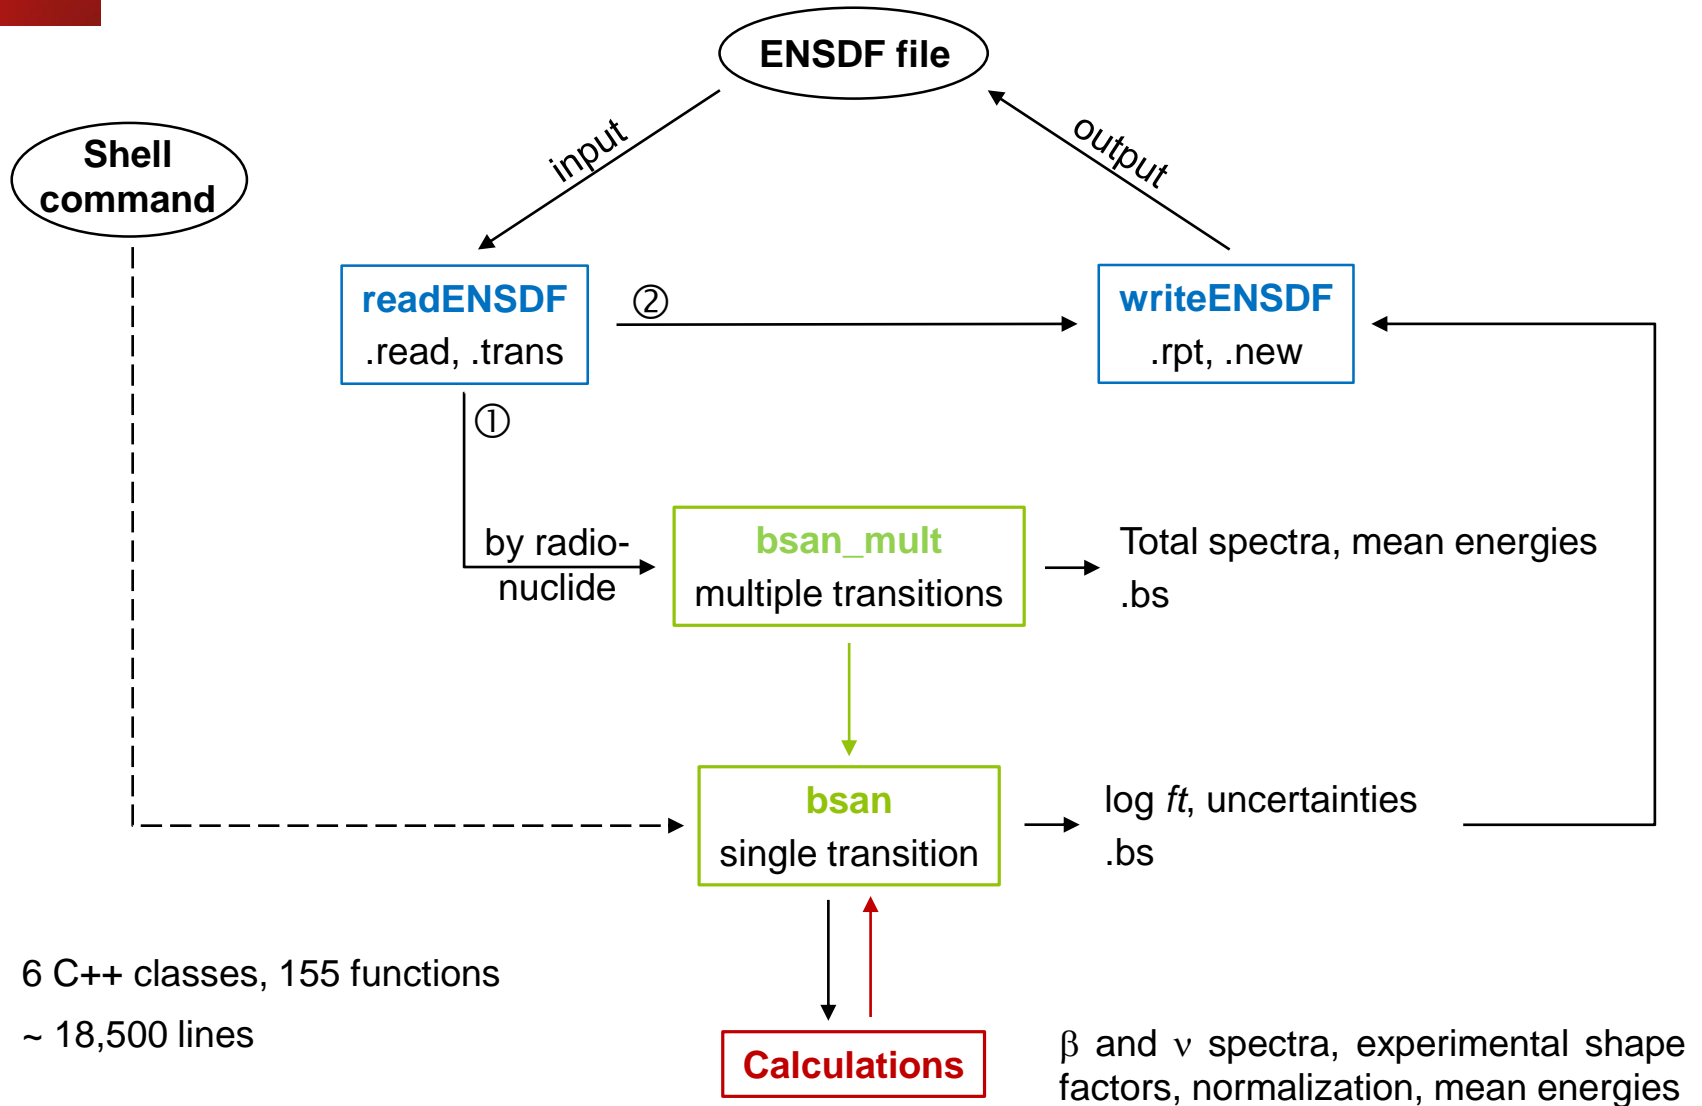 ENSDF file
Shell
command
input
output
readENSDF
.read, .trans
②
writeENSDF
.rpt, .new
①
by radio-
nuclide
bsan_mult
multiple transitions
Total spectra, mean energies
.bs
bsan
single transition
log ft, uncertainties
.bs
6 C++ classes, 155 functions
~ 18,500 lines
Calculations
β and ν spectra, experimental shape
factors, normalization, mean energies